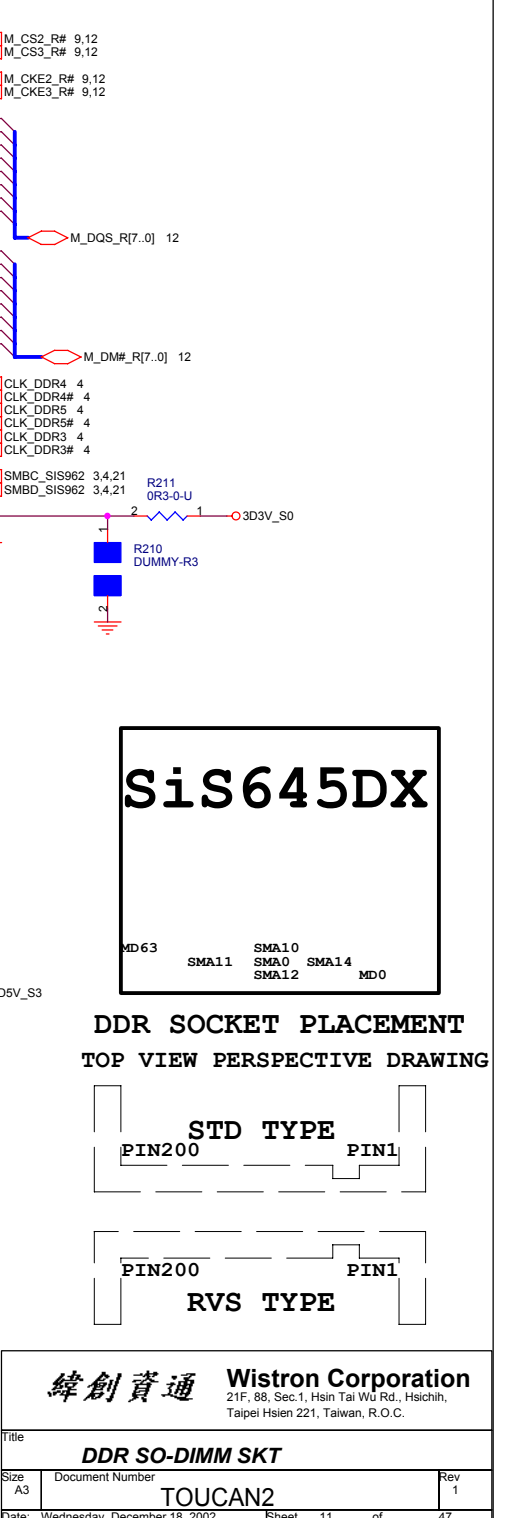 M_CS2_R# 9,12
M_CS3_R# 9,12
M_CKE2_R# 9,12
M_CKE3_R# 9,12
M_DQS_R[7..0] 12
M_DM#_R[7..0] 12
CLK_DDR4 4
CLK_DDR4# 4
CLK_DDR5 4
CLK_DDR5# 4
CLK_DDR3 4
CLK_DDR3# 4
SMBC_SIS962 3,4,21
SMBD_SIS962 3,4,21
R211
0R3-0-U
2 1 3D3V_S0
1
R210
DUMMY-R3
2
SiS645DX
MD63 SMA10
SMA11 SMA0 SMA14
SMA12 MD0
D5V_S3
DDR SOCKET PLACEMENT
TOP VIEW PERSPECTIVE DRAWING
STD TYPE
PIN200 PIN1
PIN200 PIN1
RVS TYPE
緯創資通 Wistron Corporation
21F, 88, Sec.1, Hsin Tai Wu Rd., Hsichih,
Taipei Hsien 221, Taiwan, R.O.C.
Title
DDR SO-DIMM SKT
Size Document Number Rev
A3 TOUCAN2 1
Date: Wednesday, December 18, 2002 Sheet 11 of 47